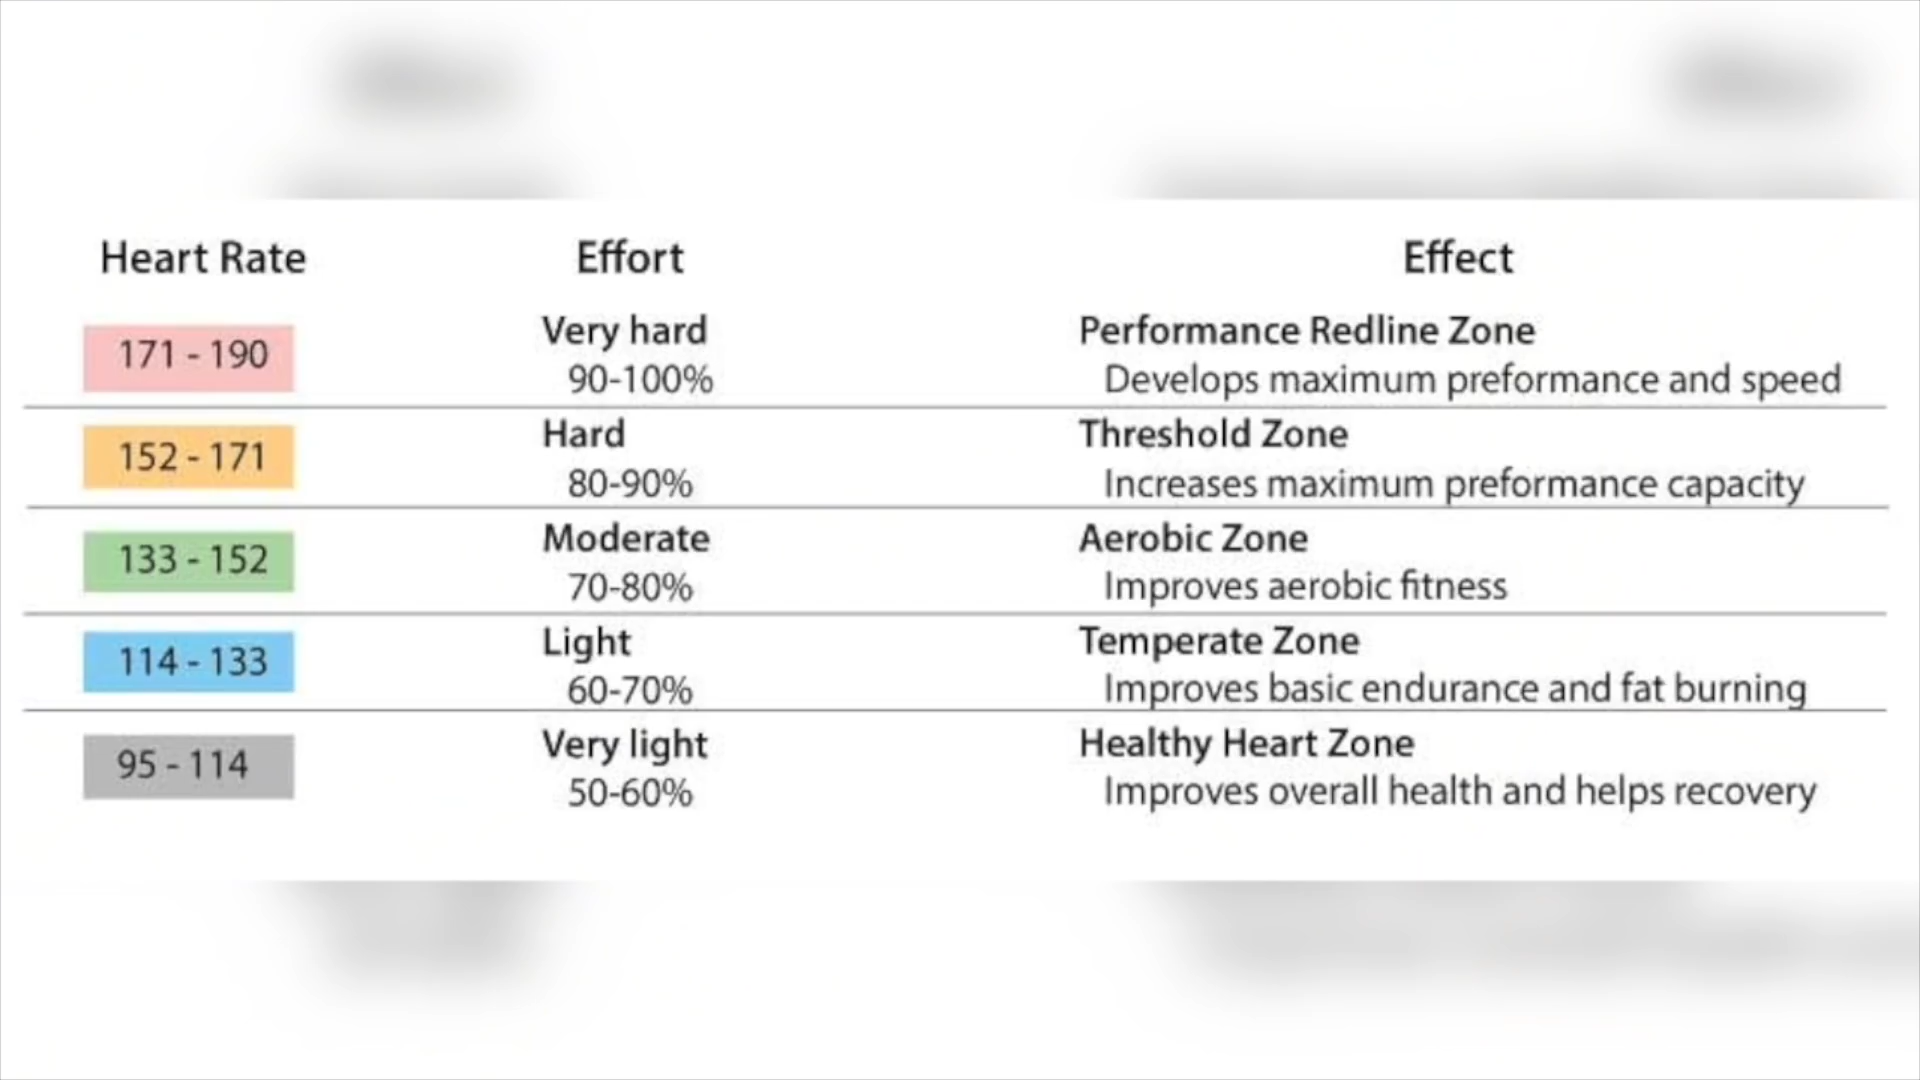 Heart Rate Effort Effect
171 - 190 Very hard Performance Redline Zone
90-100% Develops maximum preformance and speed
152 - 171 Hard Threshold Zone
80-90% Increases maximum preformance capacity
133 - 152 Moderate Aerobic Zone
70-80% Improves aerobic fitness
114 - 133 Light Temperate Zone
60-70% Improves basic endurance and fat burning
95 - 114 Very light Healthy Heart Zone
50-60% Improves overall health and helps recovery